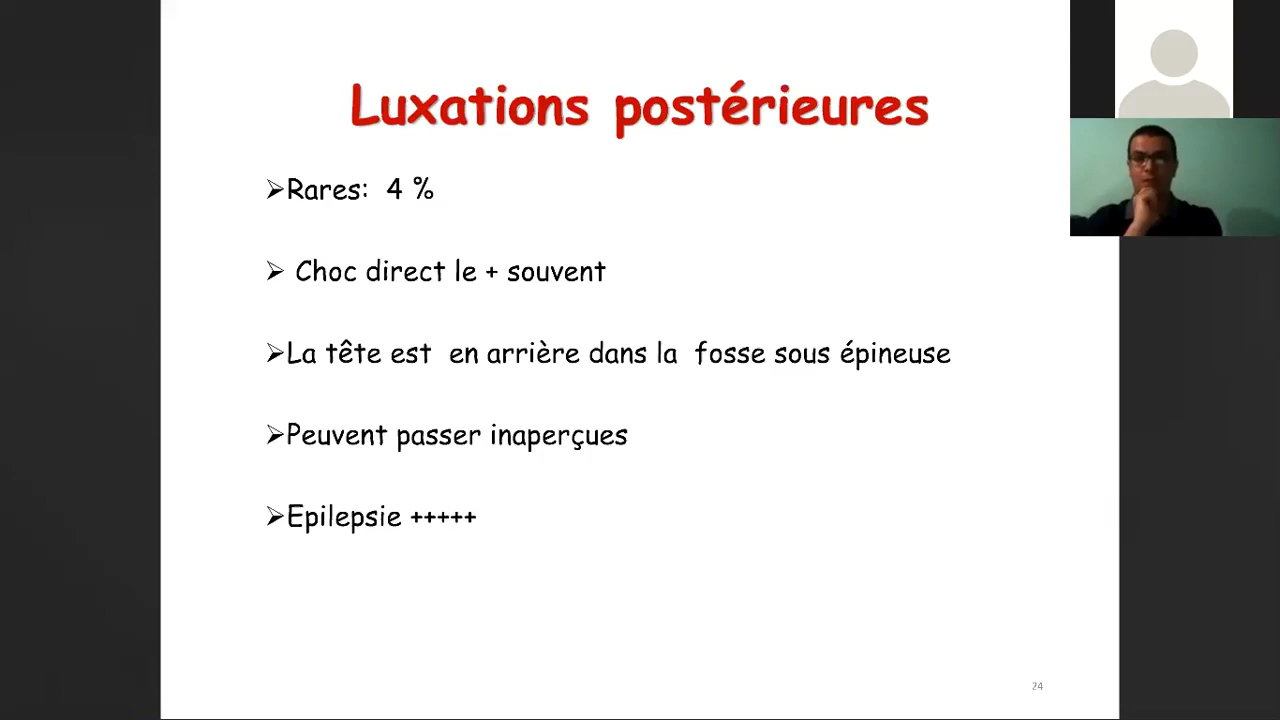 Luxations postérieures
➢Rares: 4 %
➢ Choc direct le + souvent
➢La tête est en arrière dans la fosse sous épineuse
➢Peuvent passer inaperçues
➢Epilepsie +++++
24